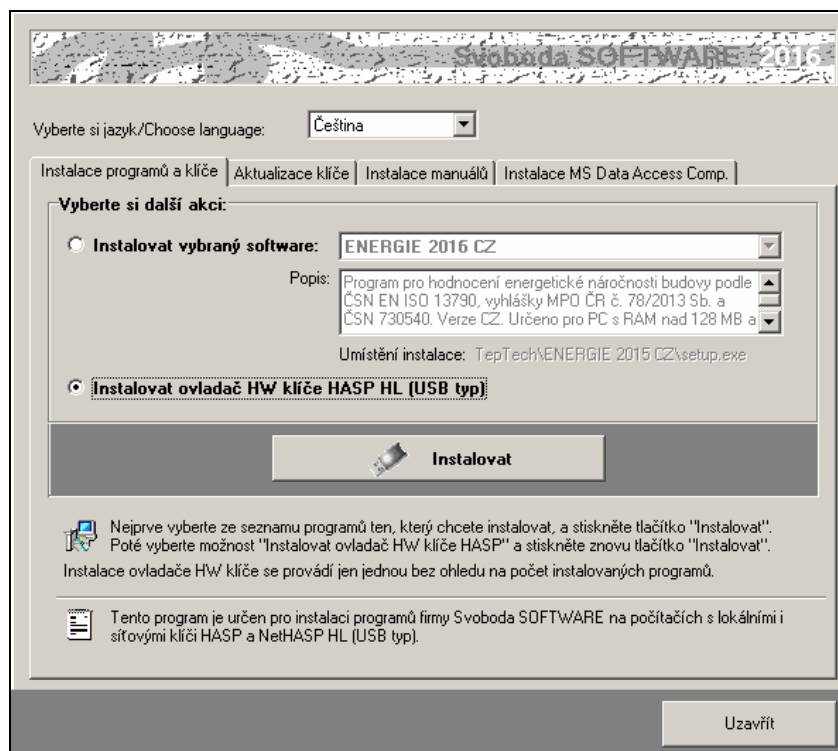 Svoboda SOFTWARE 2016
Vyberte si jazyk/Choose language: Čeština
Instalace programů a klíče Aktualizace klíče Instalace manuálů Instalace MS Data Access Comp.
Vyberte si další akci:
Instalovat vybraný software: ENERGIE 2016 CZ
Popis: Program pro hodnocení energetické náročnosti budovy podle
ČSN EN ISO 13790, vyhlášky MPO ČR č. 78/2013 Sb. a
ČSN 730540. Verze CZ. Určeno pro PC s RAM nad 128 MB a
Umístění instalace: TepTech\ENERGIE 2015 CZ\setup.exe
Instalovat ovladač HW klíče HASP HL (USB typ)
Instalovat
Nejprve vyberte ze seznamu programů ten, který chcete instalovat, a stiskněte tlačítko "Instalovat".
Poté vyberte možnost "Instalovat ovladač HW klíče HASP" a stiskněte znovu tlačítko "Instalovat".
Instalace ovladače HW klíče se provádí jen jednou bez ohledu na počet instalovaných programů.
Tento program je určen pro instalaci programů firmy Svoboda SOFTWARE na počítačích s lokálními i
síťovými klíči HASP a NetHASP HL (USB typ).
Uzavřít